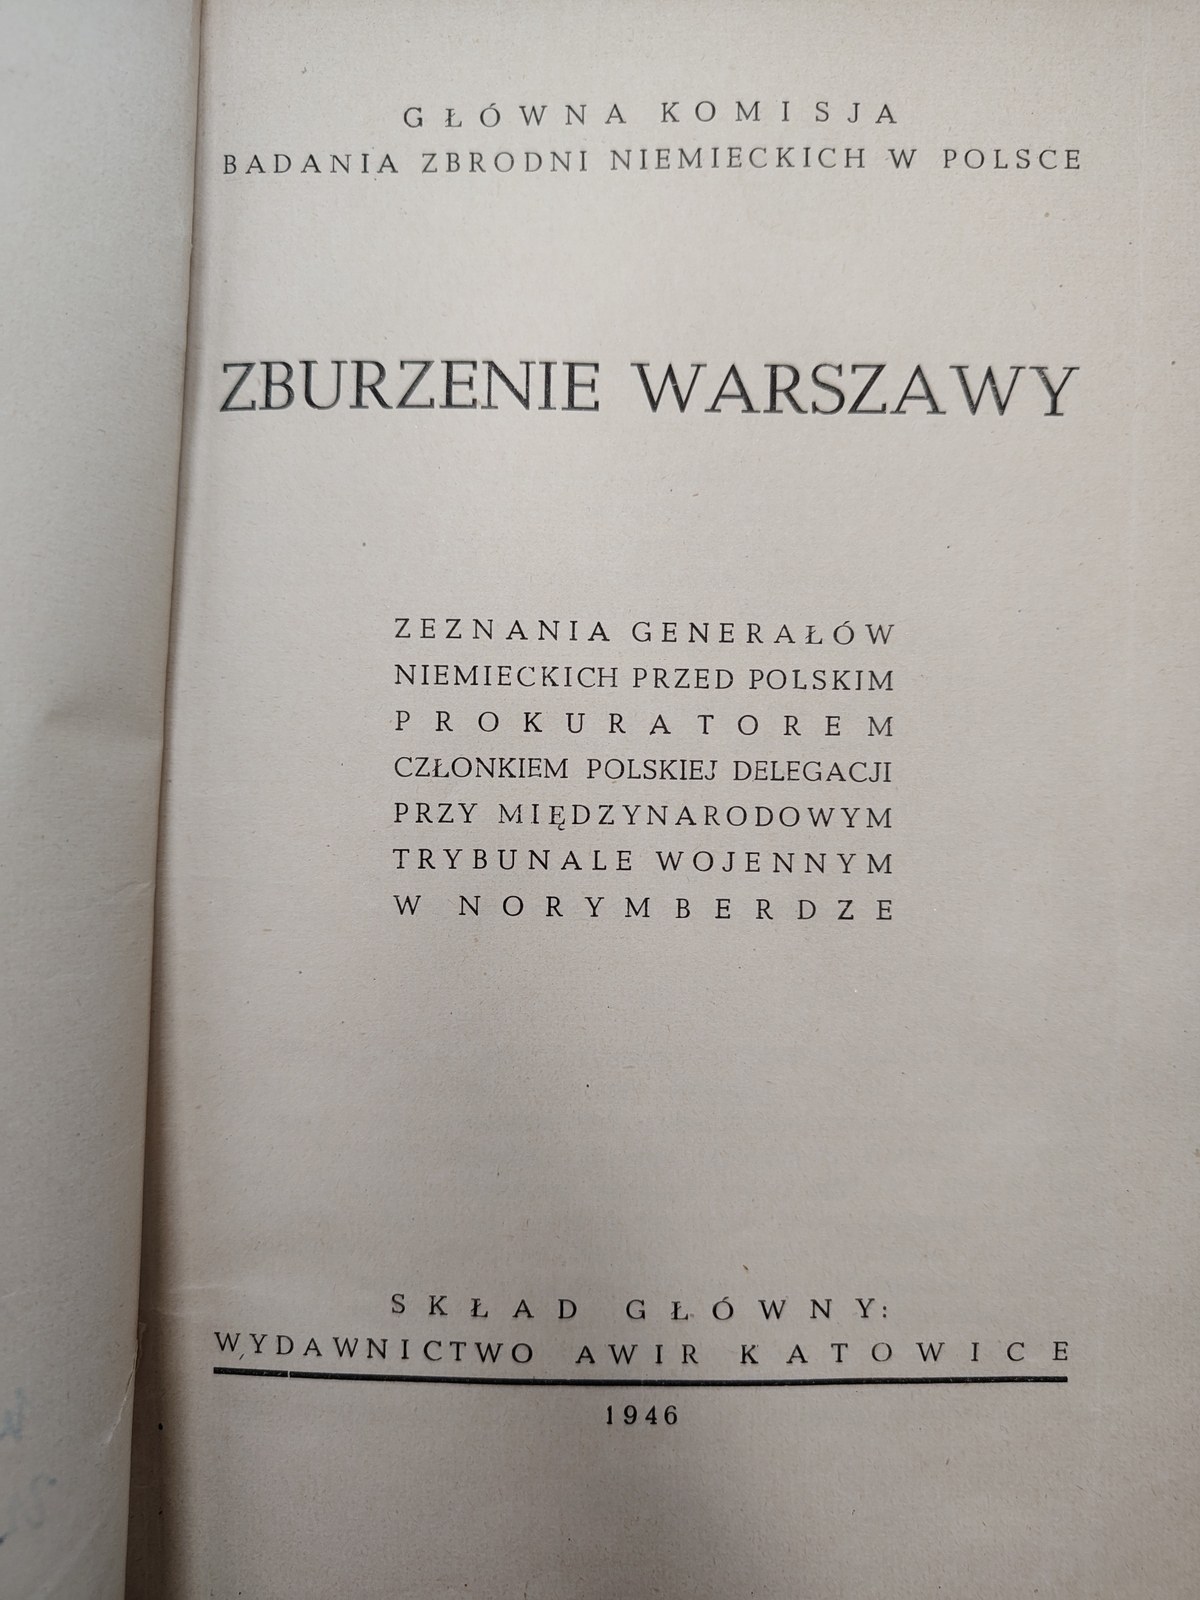 GŁÓWNA KOMISJA
BADANIA ZBRODNI NIEMIECKICH W POLSCE
ZBURZENIE WARSZAWY
ZEZNANIA GENERAŁÓW
NIEMIECKICH PRZED POLSKIM
PROKURATOREM
CZŁONKIEM POLSKIEJ DELEGACJI
PRZY MIĘDZYNARODOWYM
TRYBUNALE WOJENNYM
W NORYMBERDZE
SKŁAD GŁÓWNY:
WYDAWNICTWO AWIR KATOWICE
1946